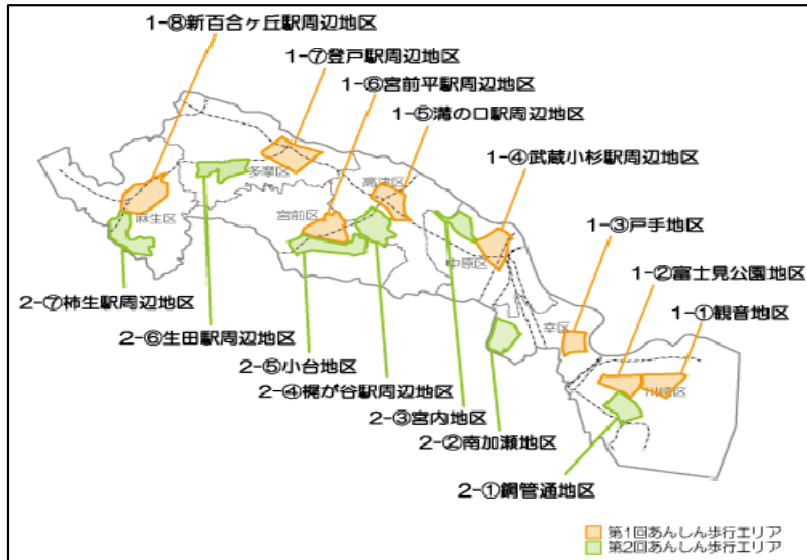 1-⑧新百合ヶ丘駅周辺地区
1-⑦登戸駅周辺地区
1-⑥宮前平駅周辺地区
1-⑤溝の口駅周辺地区
1-④武蔵小杉駅周辺地区
1-③戸手地区
1-②富士見公園地区
1-①観音地区
多摩区
高津区
麻生区
宮前区
中原区
幸区
川崎区
2-⑦柿生駅周辺地区
2-⑥生田駅周辺地区
2-⑤小台地区
2-④梶が谷駅周辺地区
2-③宮内地区
2-②南加瀬地区
2-①鋼管通地区
第1回あんしん歩行エリア
第2回あんしん歩行エリア